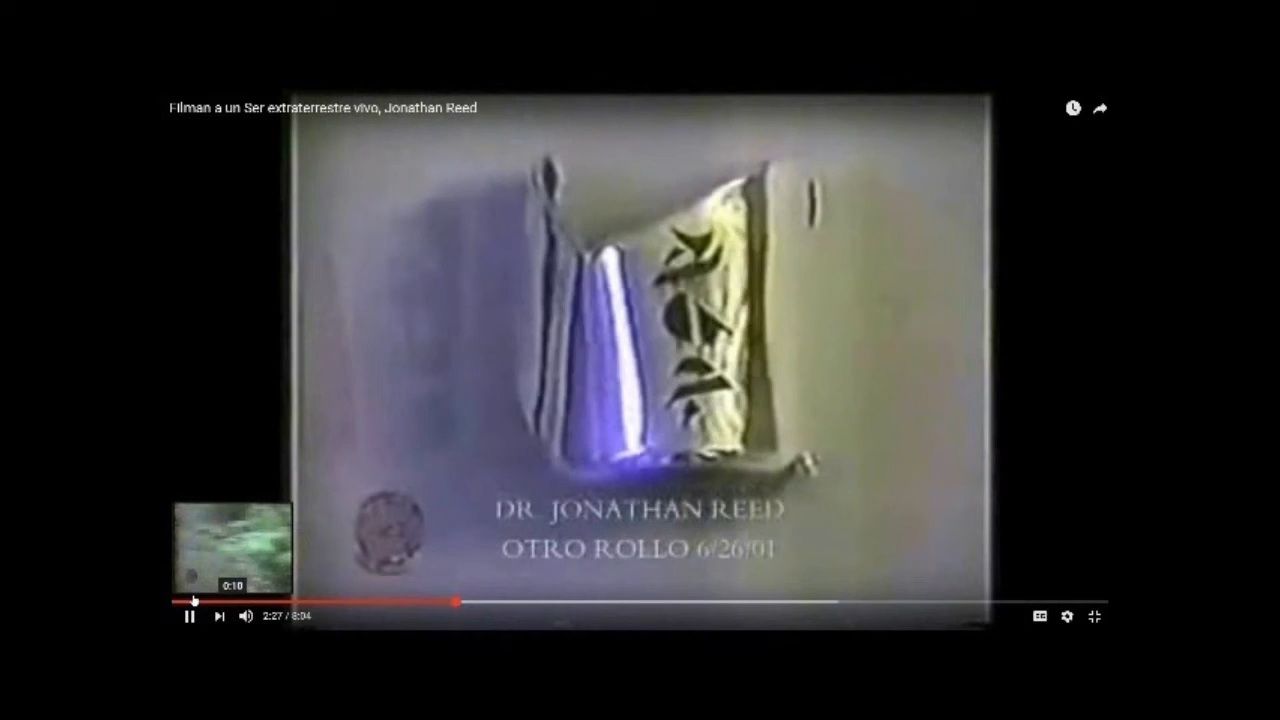 Filman a un Ser extraterrestre vivo, Jonathan Reed
DR. JONATHAN REED
OTRO ROLLO 6/26/01
0:10
2:27 / 8:04